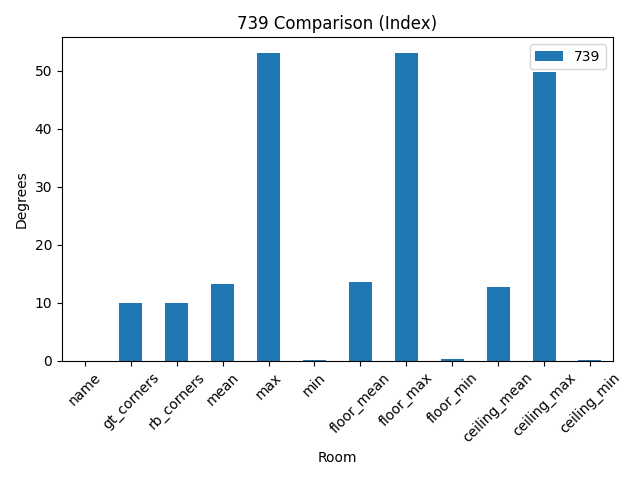 739 Comparison (Index)
739
Degrees
50
40
30
20
10
0
name
gt_corners
rb_corners
mean
max
min
floor_mean
floor_max
floor_min
ceiling_mean
ceiling_max
ceiling_min
Room